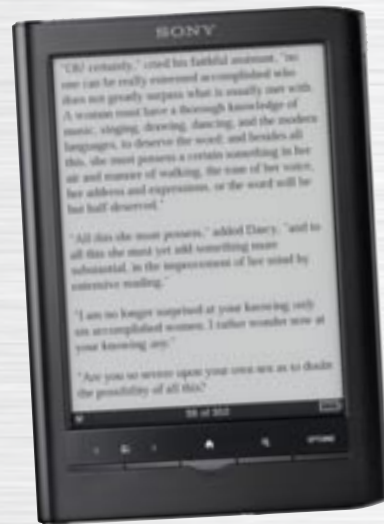 SONY
"Oh! certainly," cried his faithful assistant, "no
one can be really esteemed accomplished who
does not greatly surpass what is usually met with.
A woman must have a thorough knowledge of
music, singing, drawing, dancing, and the modern
languages, to deserve the word; and besides all
this, she must possess a certain something in her
air and manner of walking, the tone of her voice,
her address and expressions, or the word will be
but half deserved."
"All this she must possess," added Darcy, "and to
all this she must yet add something more
substantial, in the improvement of her mind by
extensive reading."
"I am no longer surprised at your knowing only
six accomplished women. I rather wonder now at
your knowing any."
"Are you so severe upon your own sex as to doubt
the possibility of all this?
of
OPTIONS